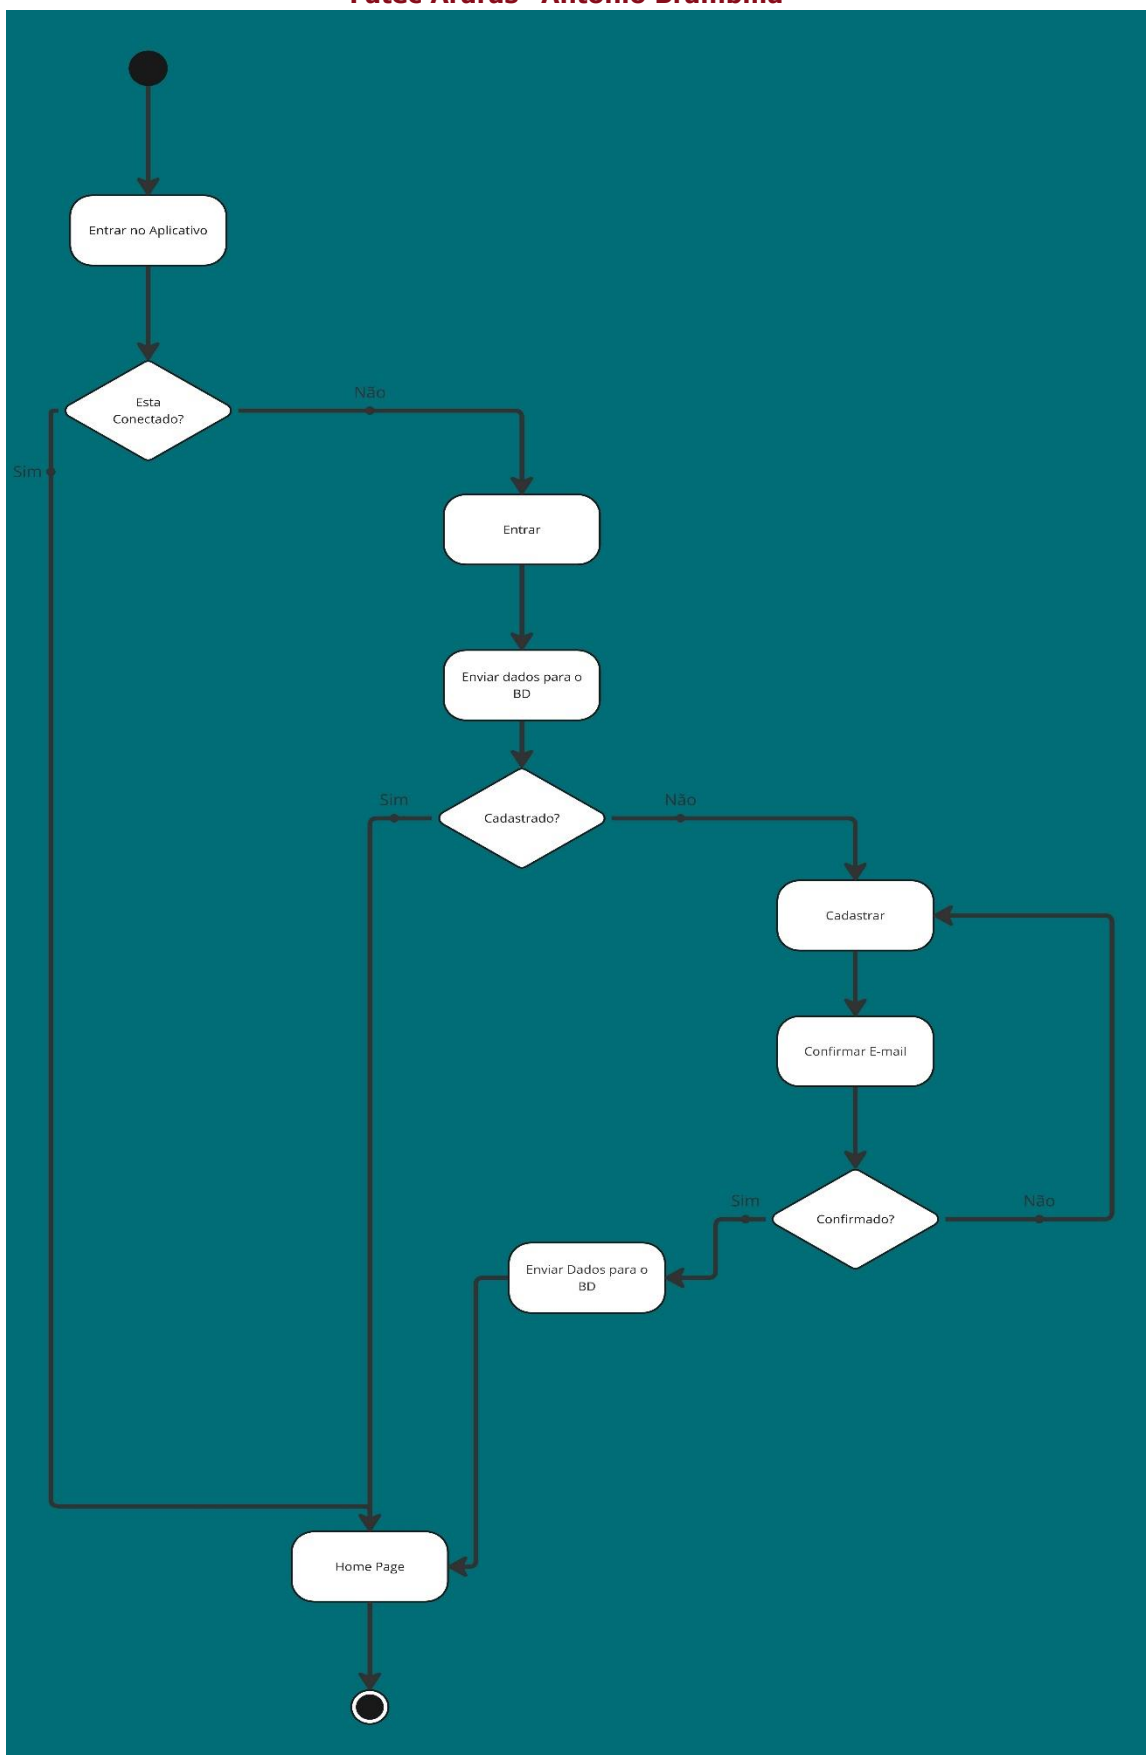 Entrar no Aplicativo
Esta
Conectado?
Não
Sim
Entrar
Enviar dados para o
BD
Sim
Cadastrado?
Não
Cadastrar
Confirmar E-mail
Sim
Confirmado?
Não
Enviar Dados para o
BD
Home Page